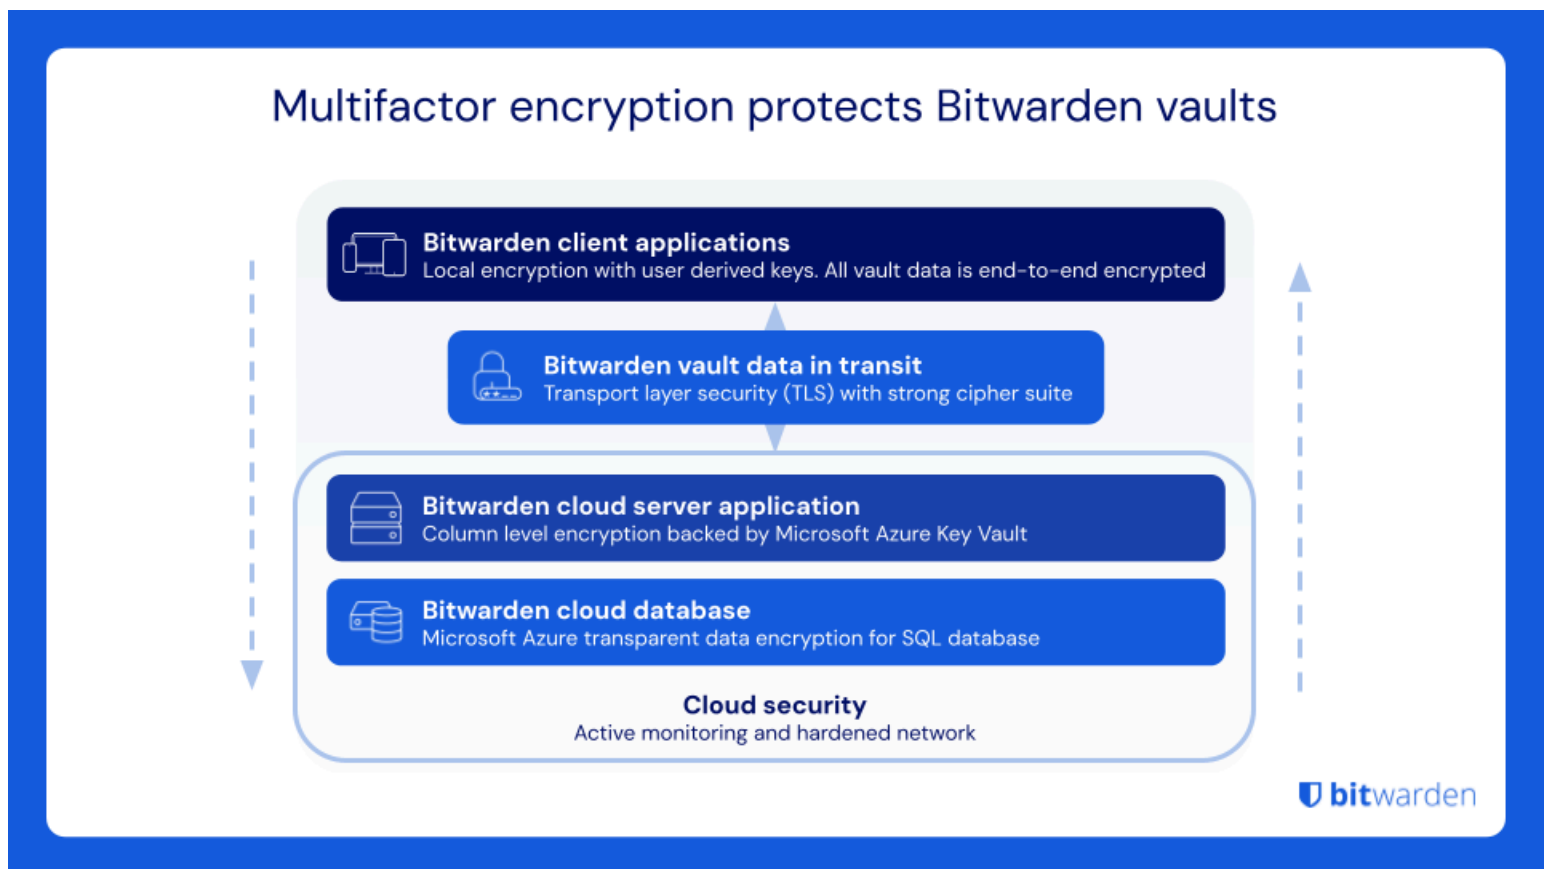 Multifactor encryption protects Bitwarden vaults
Bitwarden client applications
Local encryption with user derived keys. All vault data is end-to-end encrypted
Bitwarden vault data in transit
Transport layer security (TLS) with strong cipher suite
Bitwarden cloud server application
Column level encryption backed by Microsoft Azure Key Vault
Bitwarden cloud database
Microsoft Azure transparent data encryption for SQL database
Cloud security
Active monitoring and hardened network
bitwarden